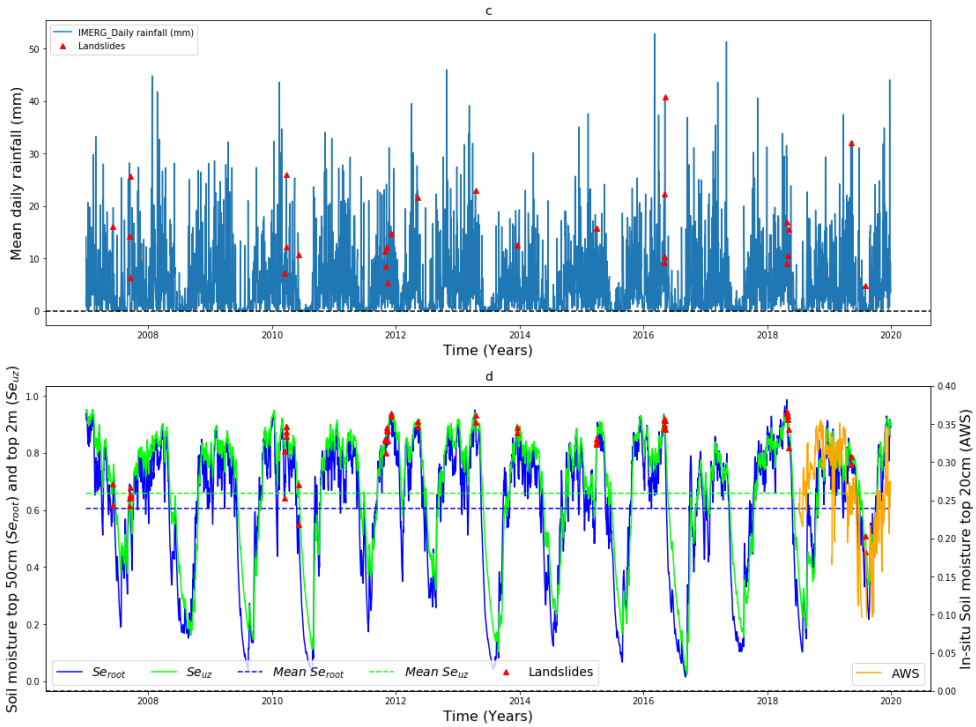 c
IMERG_Daily rainfall (mm)
Landslides
Mean daily rainfall (mm)
50
40
30
20
10
0
2008
2010
2012
2014
2016
2018
2020
Time (Years)
d
Soil moisture top 50cm (Se_root) and top 2m (Se_uz)
1.0
0.8
0.6
0.4
0.2
0.0
0.40
0.35
0.30
0.25
0.20
0.15
0.10
0.05
0.00
In-situ Soil moisture top 20cm (AWS)
Se_root
Se_uz
Mean Se_root
Mean Se_uz
Landslides
AWS
2008
2010
2012
2014
2016
2018
2020
Time (Years)